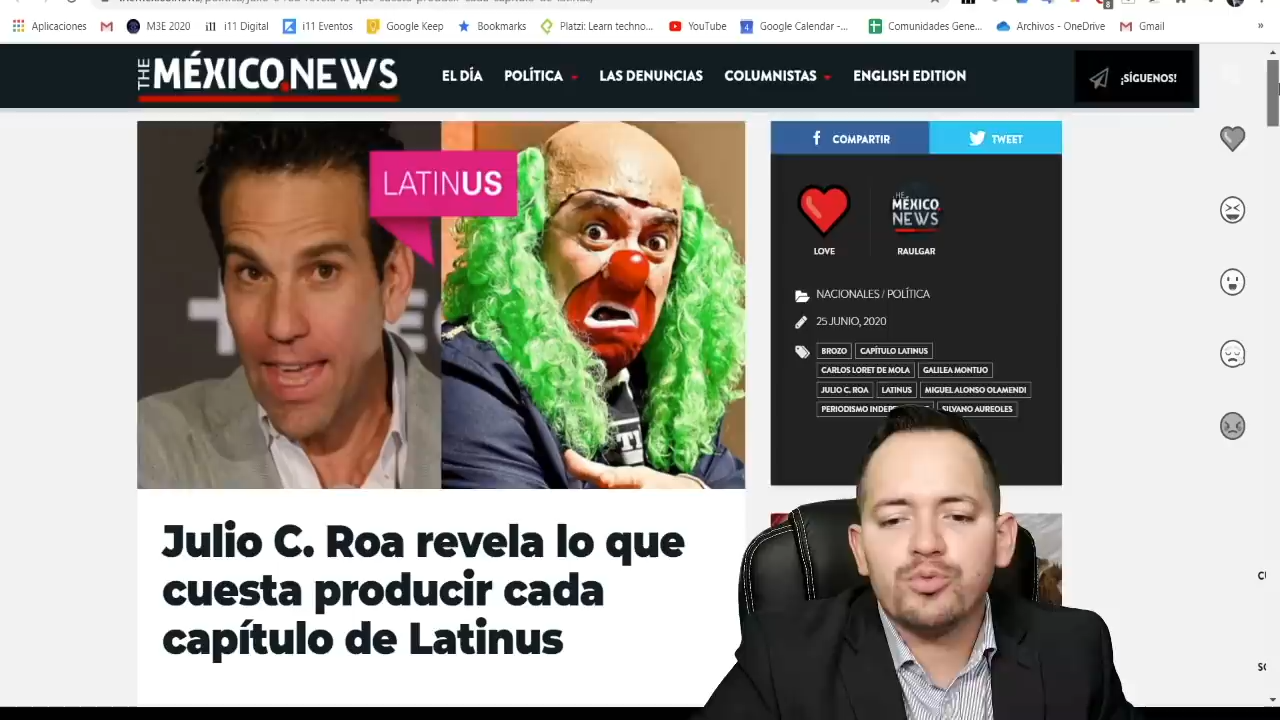 Aplicaciones M3E 2020 i11 Digital i11 Eventos Google Keep Bookmarks Platzi: Learn techno... YouTube Google Calendar -... Comunidades Gene... Archivos – OneDrive Gmail »
THE MÉXICO.NEWS
EL DÍA POLÍTICA LAS DENUNCIAS COLUMNISTAS ENGLISH EDITION
¡SÍGUENOS!
LATINUS
COMPARTIR TWEET
THE MÉXICO NEWS
LOVE RAULGAR
NACIONALES / POLÍTICA
25 JUNIO, 2020
BROZO CAPÍTULO LATINUS
CARLOS LORET DE MOLA GALILEA MONTIJO
JULIO C. ROA LATINUS MIGUEL ALONSO OLAMENDI
PERIODISMO SILVANO AUREOLES
Julio C. Roa revela lo que
cuesta producir cada
capítulo de Latinus